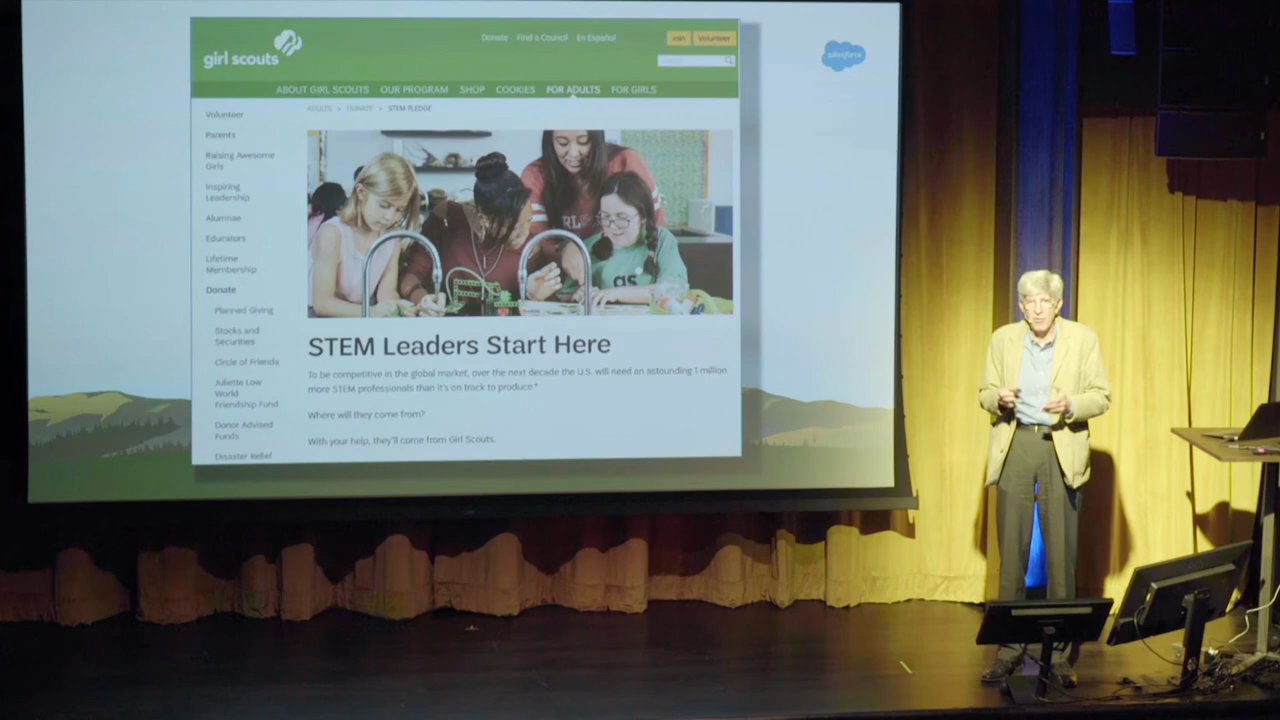 girl scouts
Donate Find a Council En Español
Join Volunteer
salesforce
ABOUT GIRL SCOUTS OUR PROGRAM SHOP COOKIES FOR ADULTS FOR GIRLS
ADULTS > DONATE > STEM PLEDGE
Volunteer
Parents
Raising Awesome
Girls
Inspiring
Leadership
Alumnae
Educators
Lifetime
Membership
Donate
Planned Giving
Stocks and
Securities
Circle of Friends
Juliette Low
World
Friendship Fund
Donor Advised
Funds
Disaster Relief
as
STEM Leaders Start Here
To be competitive in the global market, over the next decade the U.S. will need an astounding 1 million
more STEM professionals than it's on track to produce.*
Where will they come from?
With your help, they'll come from Girl Scouts.